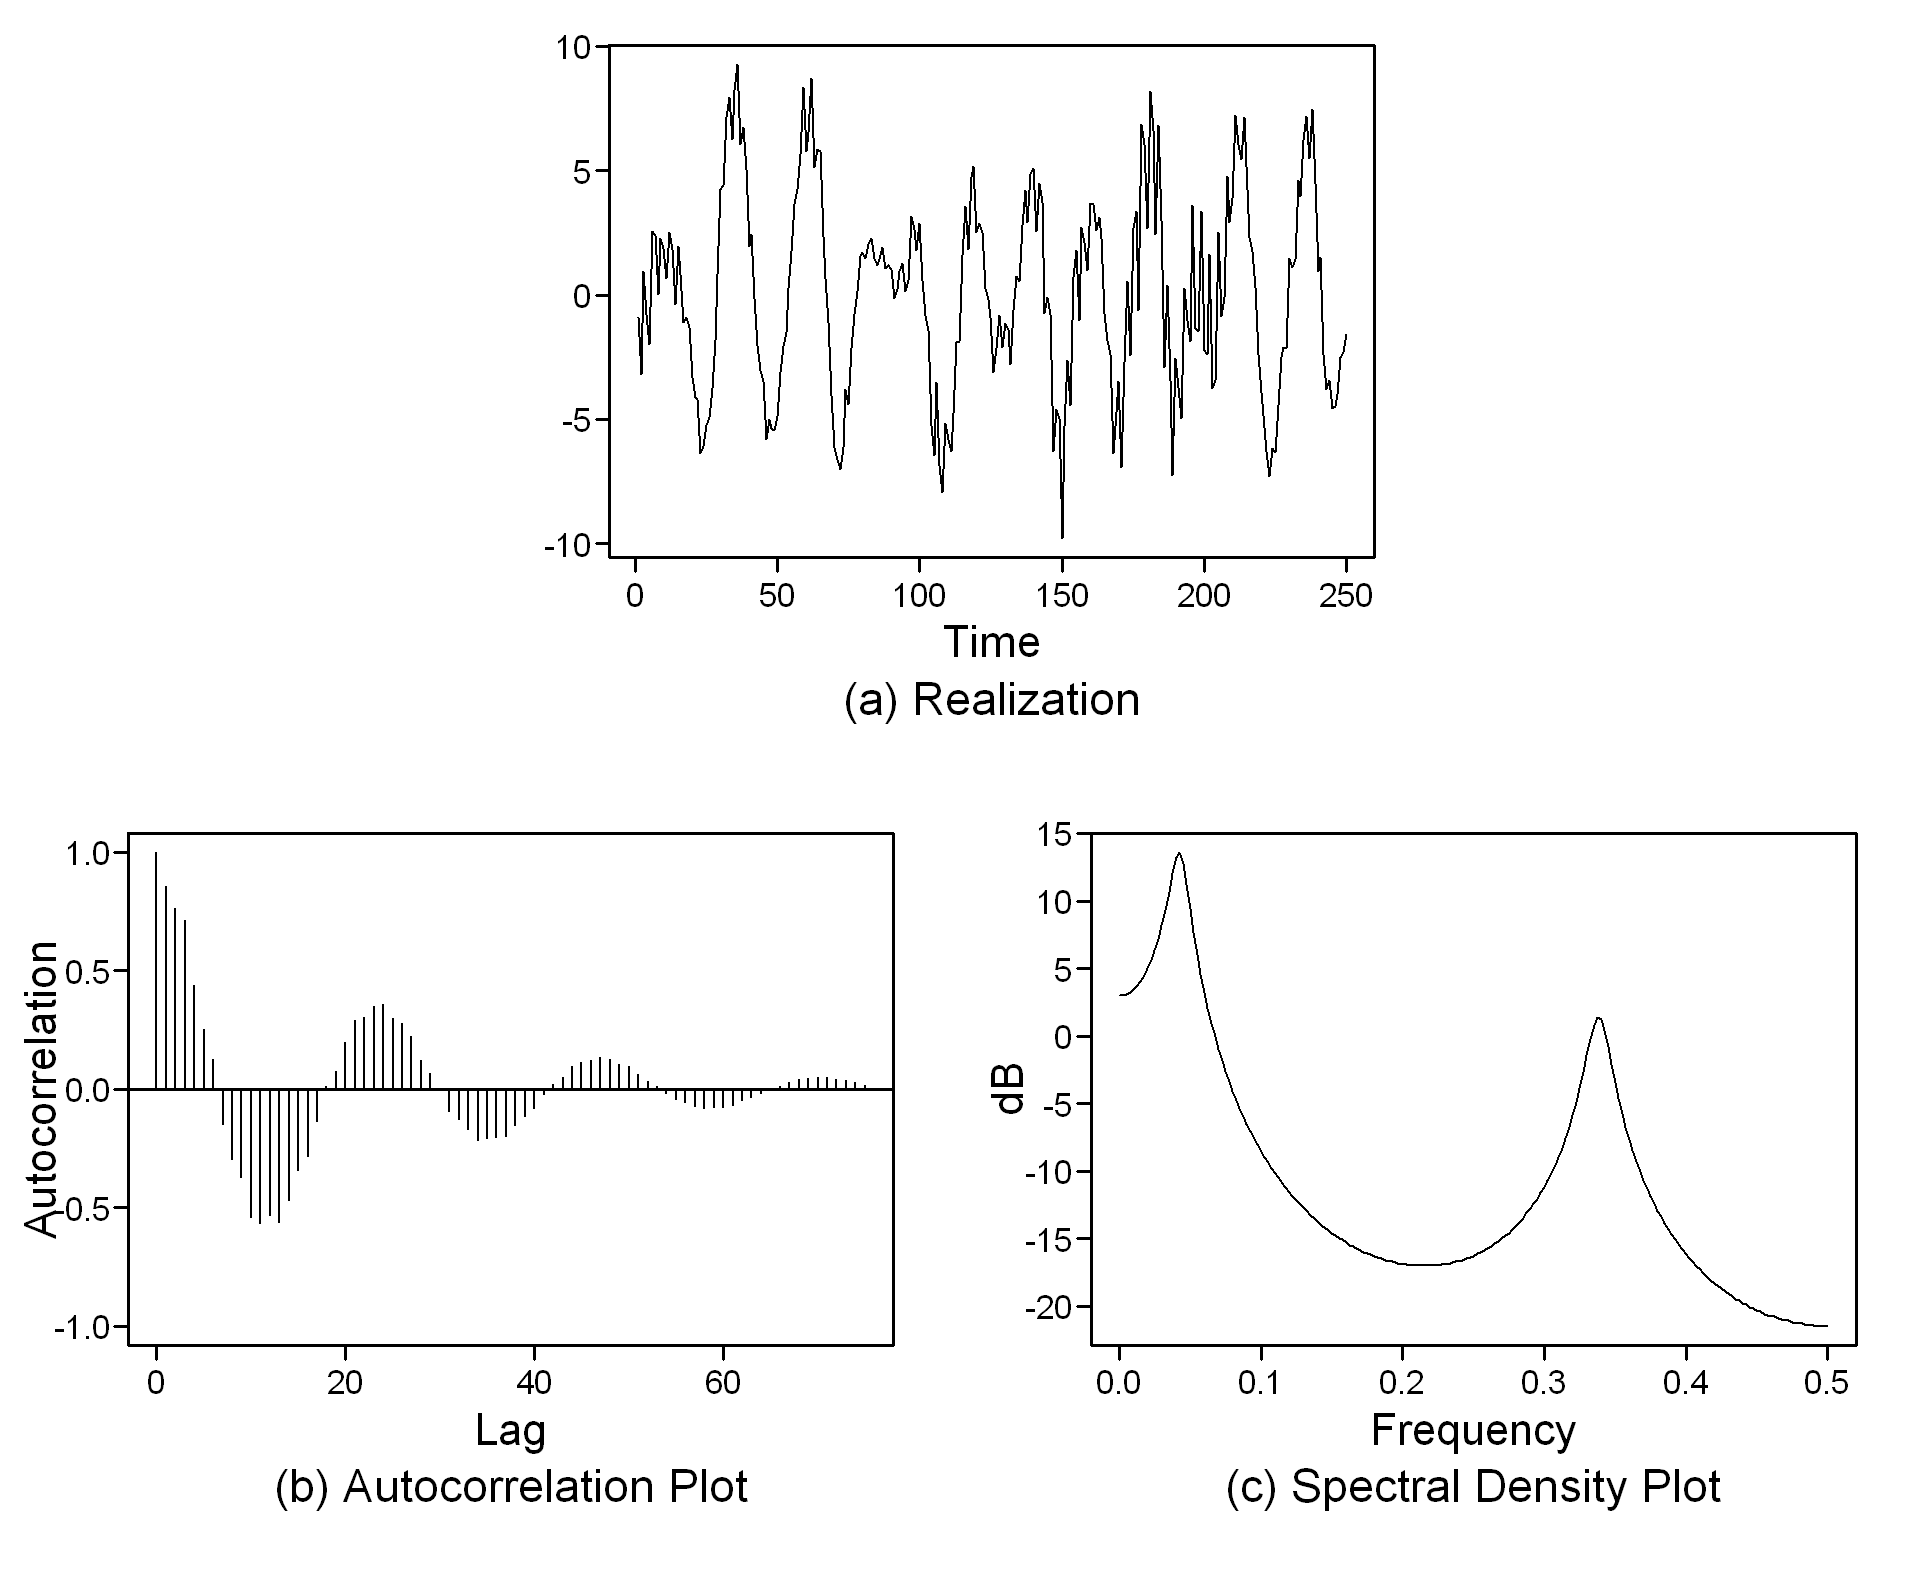 10
5
0
-5
-10
0 50 100 150 200 250
Time
(a) Realization
1.0
0.5
0.0
-0.5
-1.0
Autocorrelation
0 20 40 60
Lag
(b) Autocorrelation Plot
15
10
5
0
-5
-10
-15
-20
dB
0.0 0.1 0.2 0.3 0.4 0.5
Frequency
(c) Spectral Density Plot